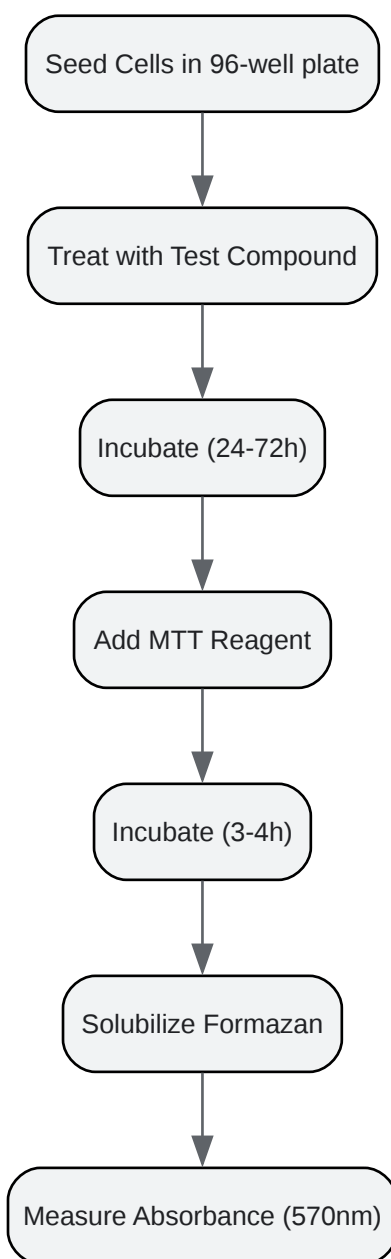 Seed Cells in 96-well plate
Treat with Test Compound
Incubate (24-72h)
Add MTT Reagent
Incubate (3-4h)
Solubilize Formazan
Measure Absorbance (570nm)